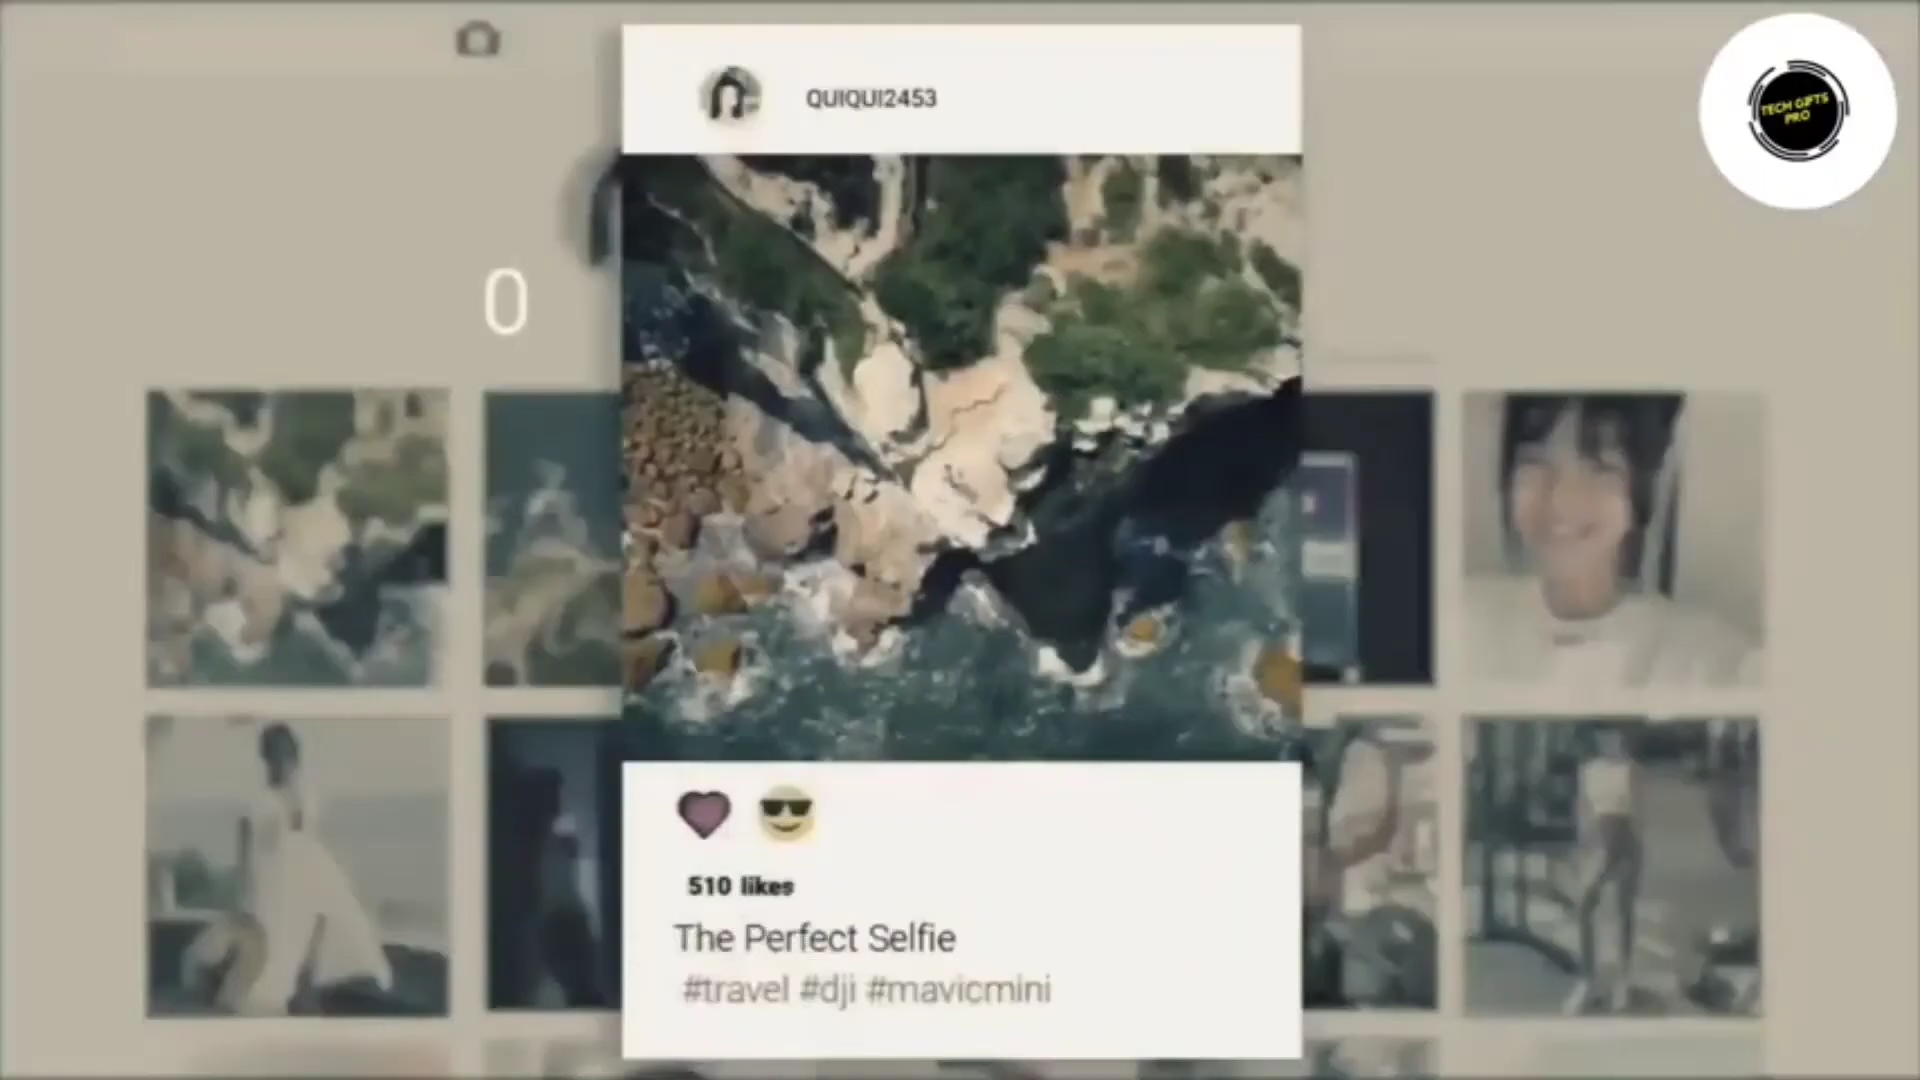 QUIQUI2453
TECH GIFTS
PRO
0
510 likes
The Perfect Selfie
#travel #dji #mavicmini